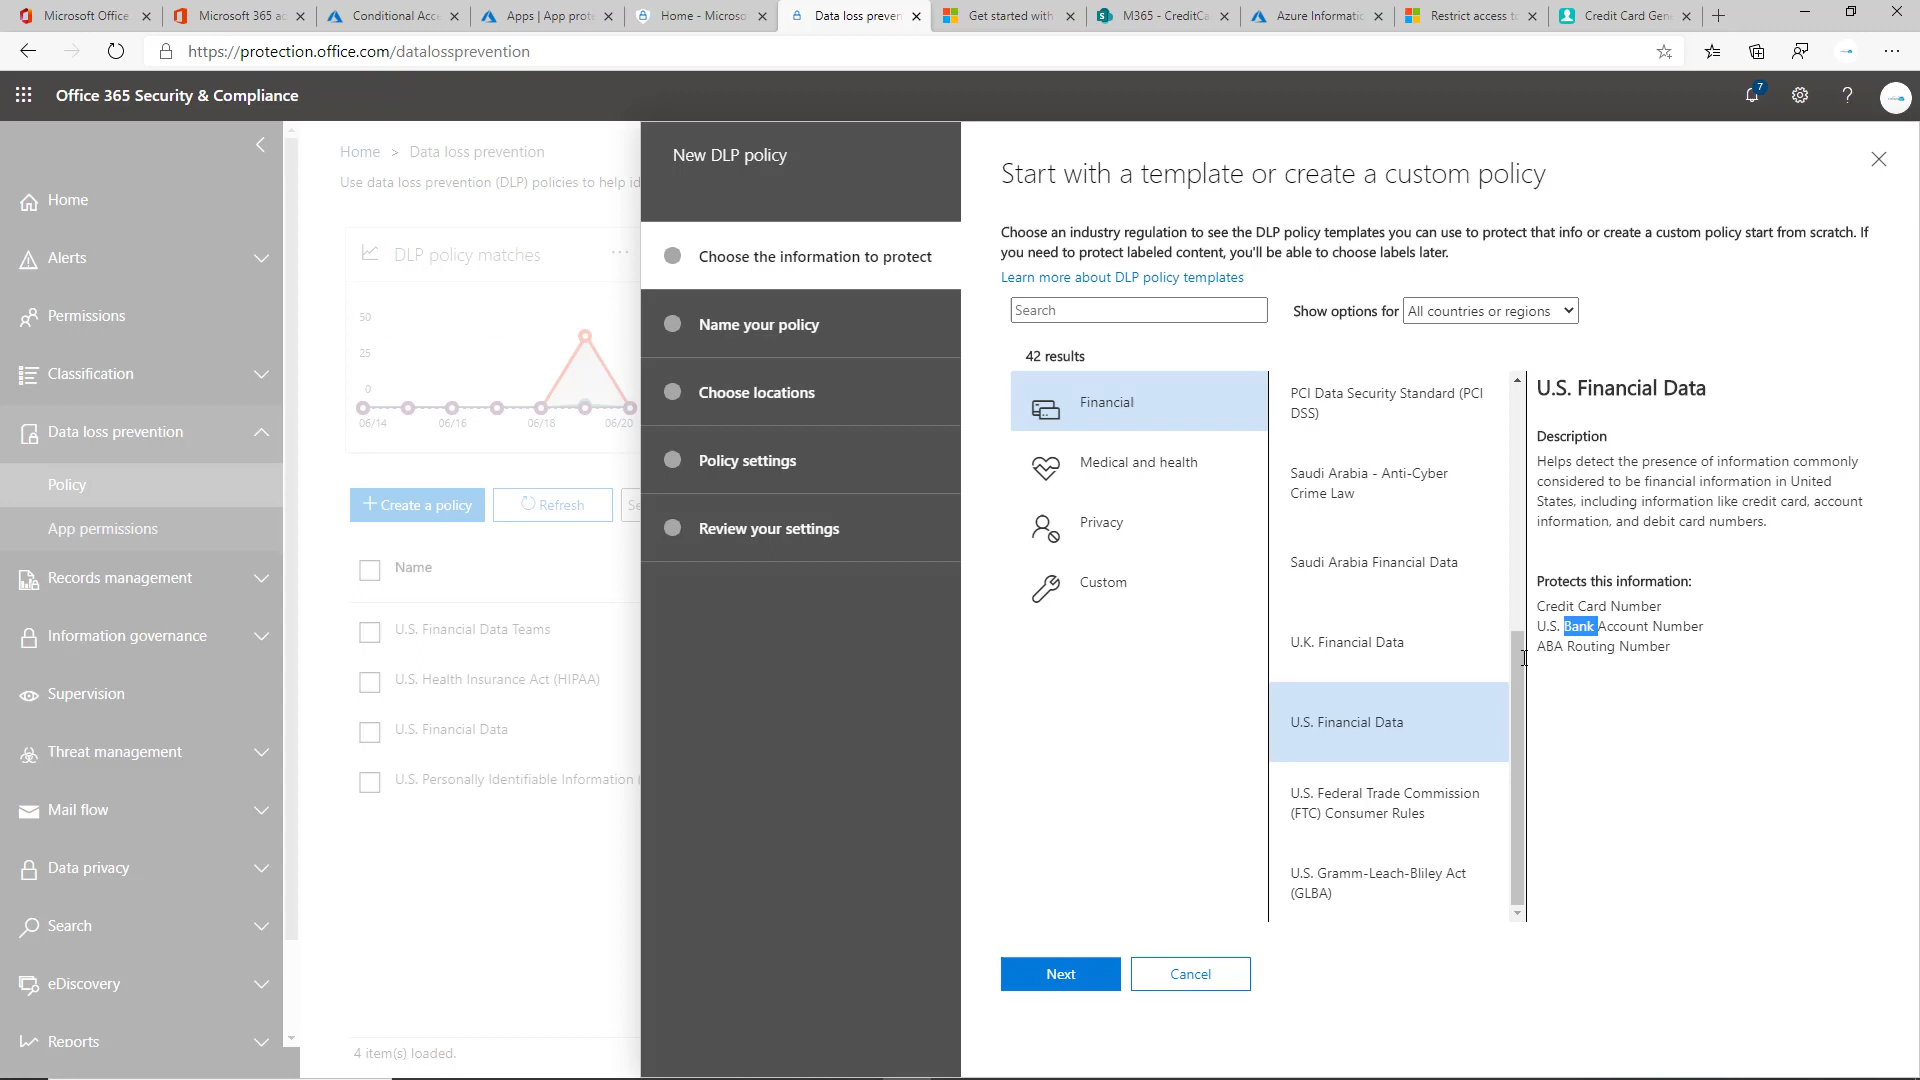 Microsoft Office
Microsoft 365 a
Conditional Acc
Apps | App prot
Home - Microso
Data loss preven
Get started with
M365 - CreditCa
Azure Informatic
Restrict access to
Credit Card Gen
https://protection.office.com/datalossprevention
Office 365 Security & Compliance
7
Home
Alerts
Permissions
Classification
Data loss prevention
Policy
App permissions
Records management
Information governance
Supervision
Threat management
Mail flow
Data privacy
Search
eDiscovery
Reports
Home > Data loss prevention
Use data loss prevention (DLP) policies to help id
DLP policy matches
50
25
0
06/14 06/16 06/18 06/20
Create a policy
Refresh
Se
Name
U.S. Financial Data Teams
U.S. Health Insurance Act (HIPAA)
U.S. Financial Data
U.S. Personally Identifiable Information
4 item(s) loaded.
New DLP policy
Choose the information to protect
Name your policy
Choose locations
Policy settings
Review your settings
Start with a template or create a custom policy
Choose an industry regulation to see the DLP policy templates you can use to protect that info or create a custom policy start from scratch. If
you need to protect labeled content, you'll be able to choose labels later.
Learn more about DLP policy templates
Search
Show options for All countries or regions
42 results
Financial
Medical and health
Privacy
Custom
PCI Data Security Standard (PCI
DSS)
Saudi Arabia - Anti-Cyber
Crime Law
Saudi Arabia Financial Data
U.K. Financial Data
U.S. Financial Data
U.S. Federal Trade Commission
(FTC) Consumer Rules
U.S. Gramm-Leach-Bliley Act
(GLBA)
U.S. Financial Data
Description
Helps detect the presence of information commonly
considered to be financial information in United
States, including information like credit card, account
information, and debit card numbers.
Protects this information:
Credit Card Number
U.S. Bank Account Number
ABA Routing Number
Next
Cancel